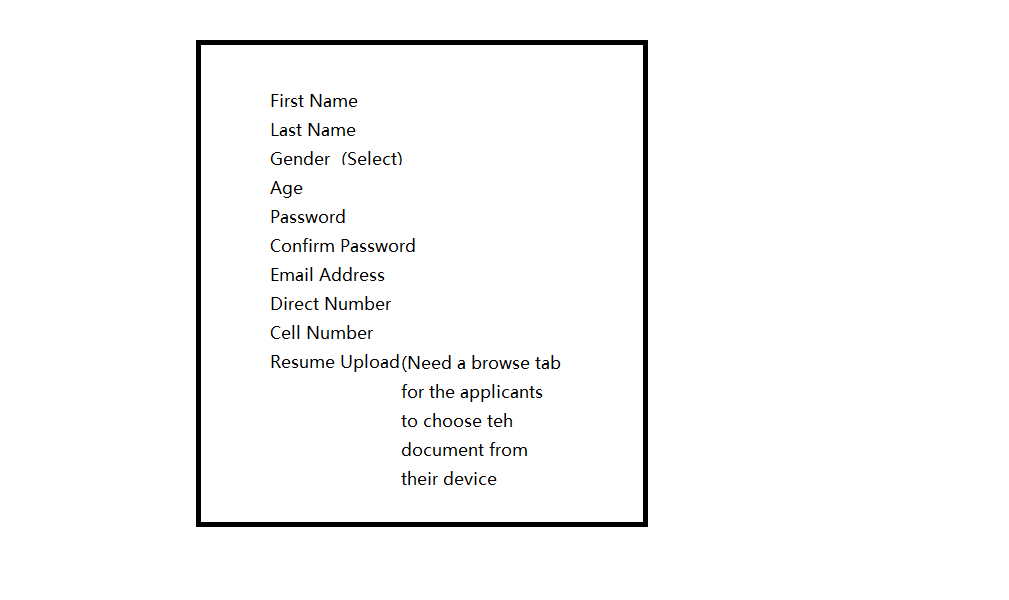 First Name
Last Name
Gender (Select)
Age
Password
Confirm Password
Email Address
Direct Number
Cell Number
Resume Upload(Need a browse tab
for the applicants
to choose teh
document from
their device